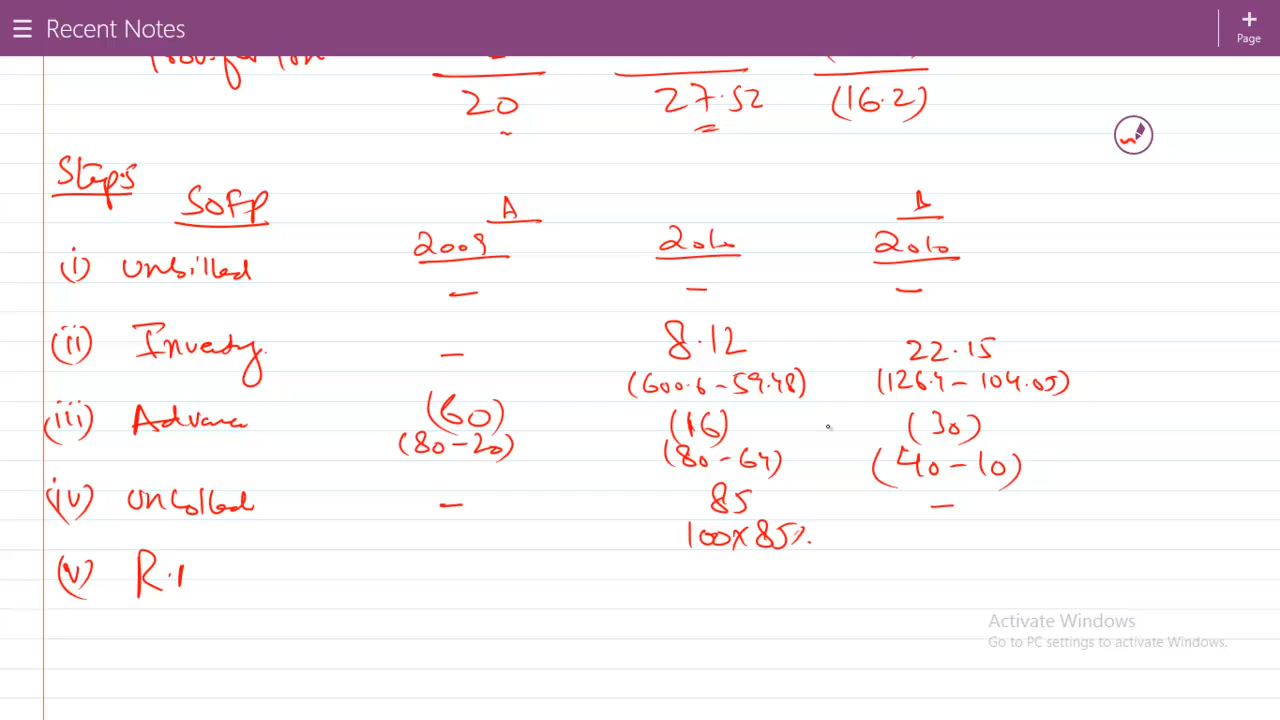 Recent Notes
Page
20 27.52 (16.2)
Steps
SOFP A B
2009 2010 2010
(i) Unbilled - - -
(ii) Inventory - 8.12 22.15
(600.6-59.48) (126.4-104.05)
(iii) Advance (60) (16) (30)
(80-20) (80-64) (40-10)
(iv) Uncolled - 85 -
100x85%.
(v) R.
Activate Windows
Go to PC settings to activate Windows.